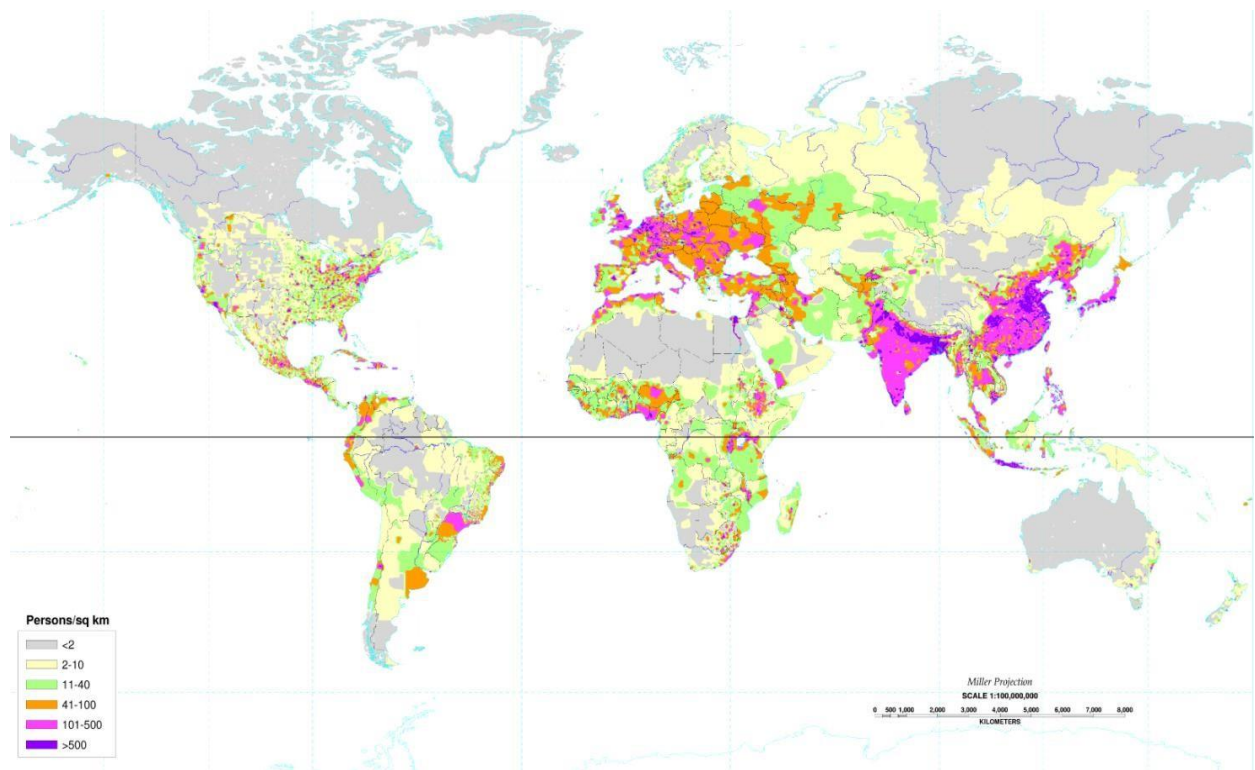 Persons/sq km
<2
2-10
11-40
41-100
101-500
>500
Miller Projection
SCALE 1:100,000,000
0 500 1,000 2,000 3,000 4,000 5,000 6,000 7,000 8,000
KILOMETERS